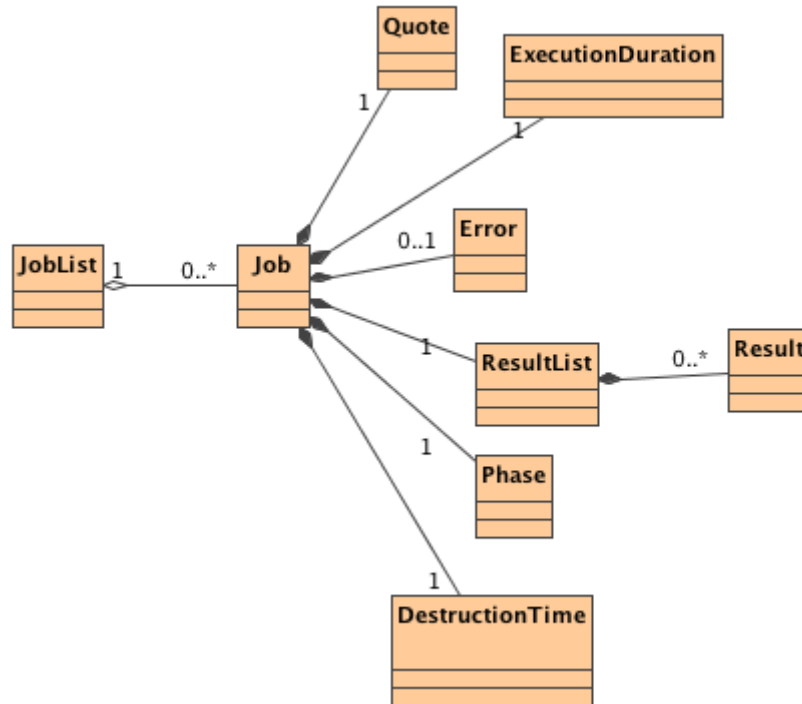 Quote
ExecutionDuration
1
1
Error
0..1
JobList
1
0..*
Job
1
ResultList
0..*
Result
1
Phase
1
DestructionTime